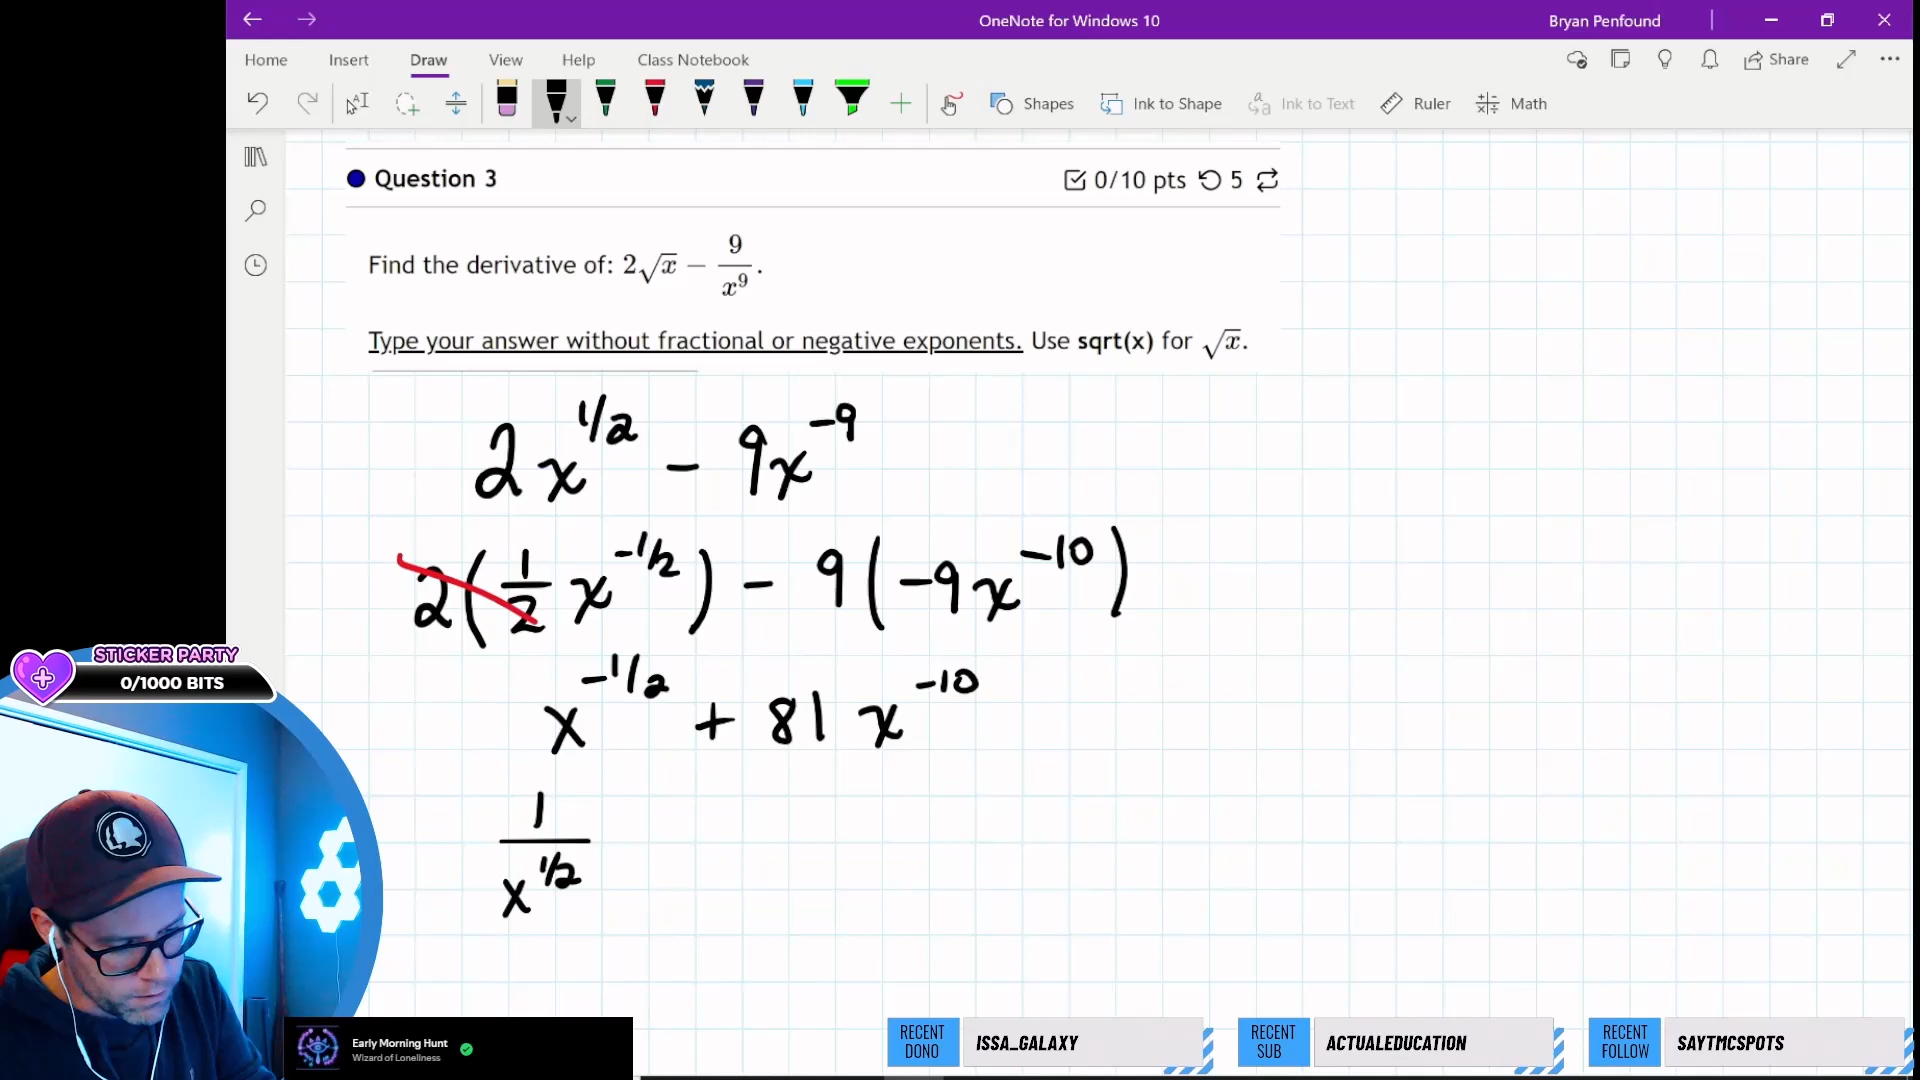 OneNote for Windows 10
Bryan Penfound
Home Insert Draw View Help Class Notebook
Share
Shapes Ink to Shape Ink to Text Ruler Math
Question 3
0/10 pts 5
Find the derivative of: 2√x − 9/x⁹.
Type your answer without fractional or negative exponents. Use sqrt(x) for √x.
2x^1/2 − 9x^−9
2(1/2 x^−1/2) − 9(−9x^−10)
x^−1/2 + 81x^−10
1/x^1/2
STICKER PARTY
0/1000 BITS
Early Morning Hunt
Wizard of Loneliness
RECENT DONO
ISSA_GALAXY
RECENT SUB
ACTUALEDUCATION
RECENT FOLLOW
SAYTMCSPOTS